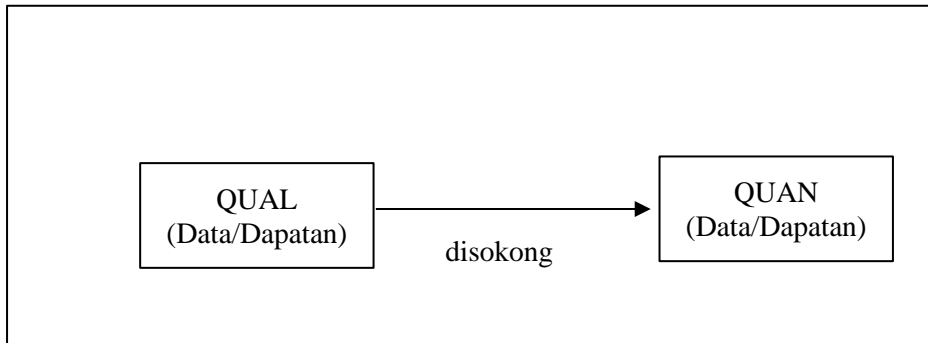 QUAL
(Data/Dapatan)
disokong
QUAN
(Data/Dapatan)